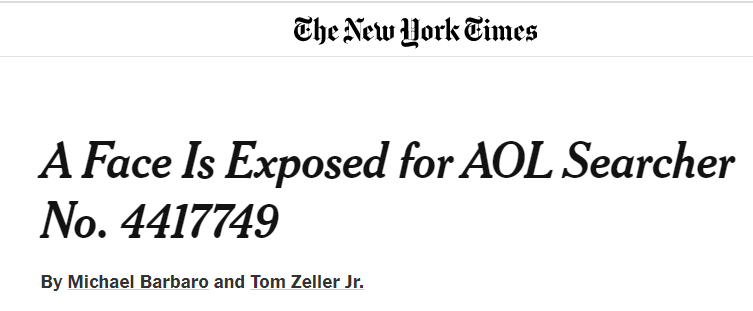 The New York Times
A Face Is Exposed for AOL Searcher
No. 4417749
By Michael Barbaro and Tom Zeller Jr.